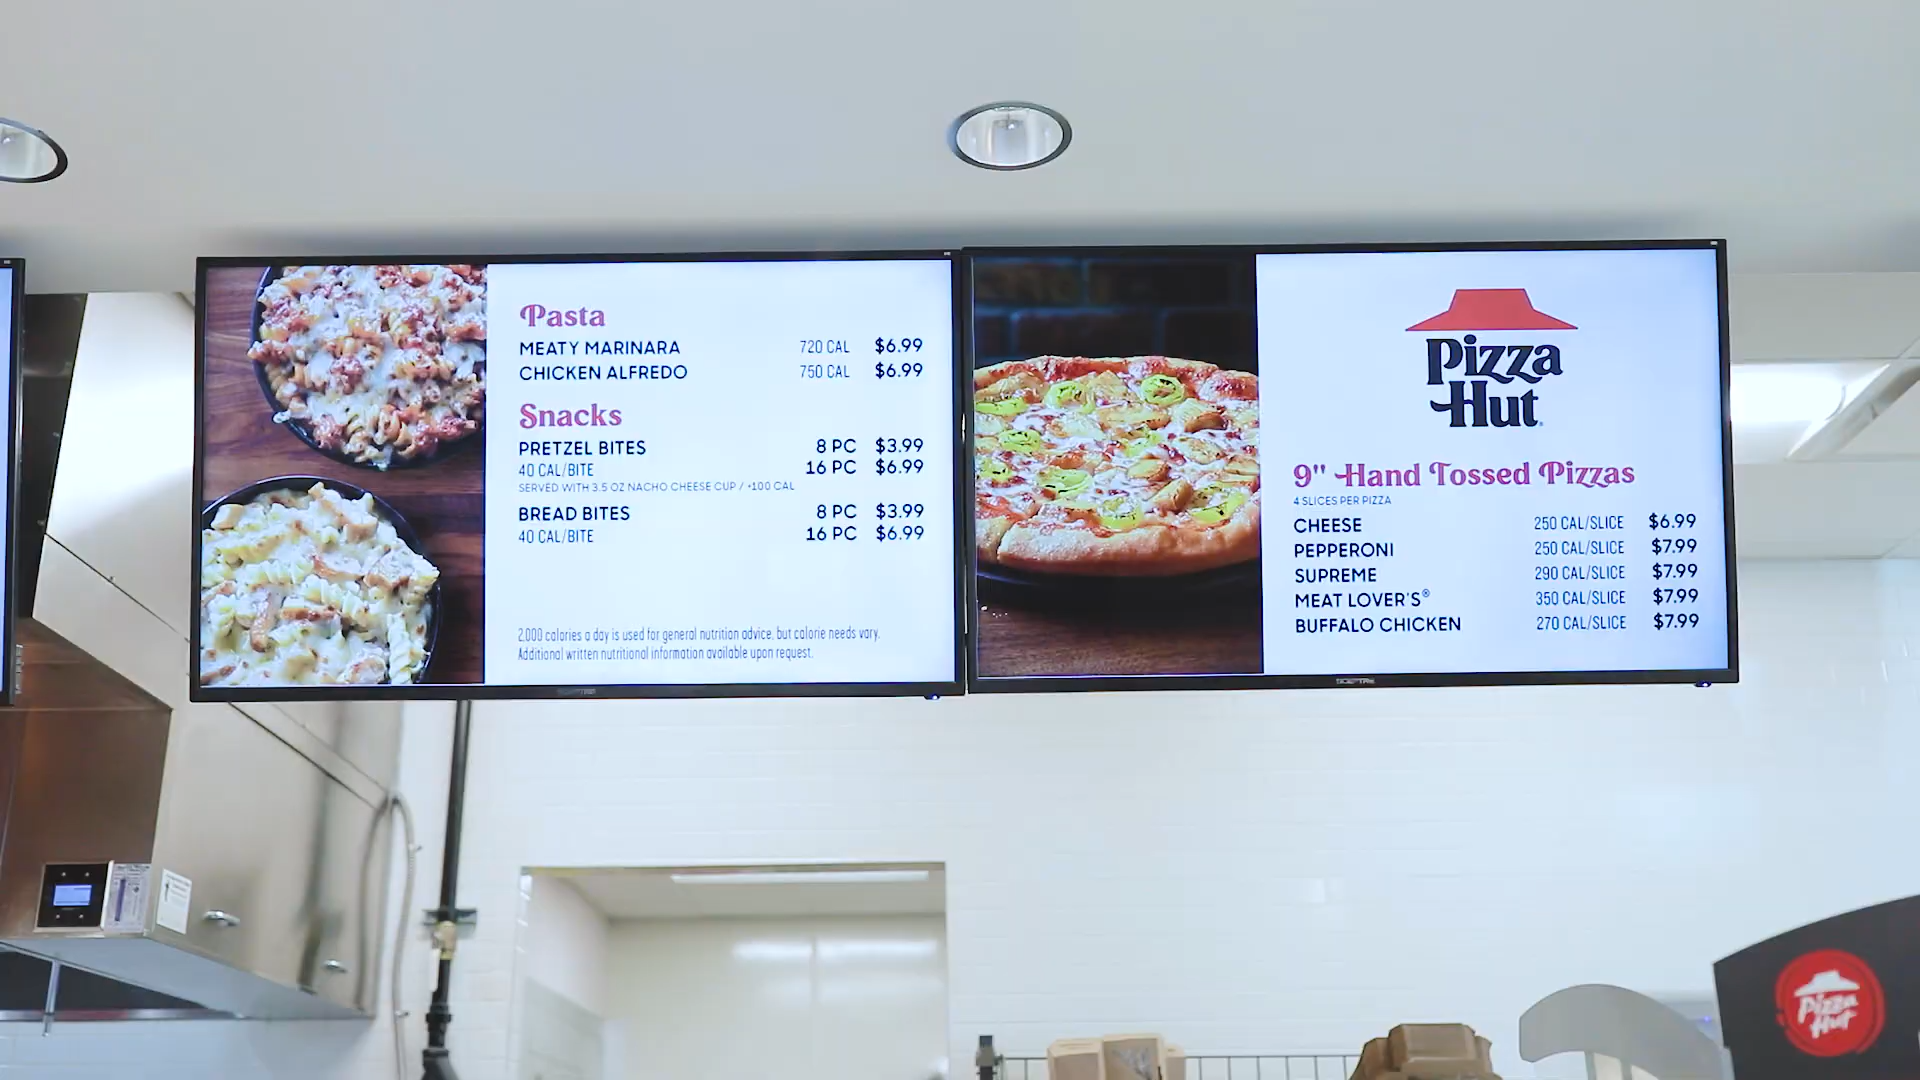 Pasta
MEATY MARINARA 720 CAL $6.99
CHICKEN ALFREDO 750 CAL $6.99
Snacks
PRETZEL BITES 8 PC $3.99
40 CAL/BITE 16 PC $6.99
SERVED WITH 3.5 OZ NACHO CHEESE CUP / +100 CAL
BREAD BITES 8 PC $3.99
40 CAL/BITE 16 PC $6.99
2,000 calories a day is used for general nutrition advice, but calorie needs vary.
Additional written nutritional information available upon request.
Pizza
Hut
9" Hand Tossed Pizzas
4 SLICES PER PIZZA
CHEESE 250 CAL/SLICE $6.99
PEPPERONI 250 CAL/SLICE $7.99
SUPREME 290 CAL/SLICE $7.99
MEAT LOVER'S® 350 CAL/SLICE $7.99
BUFFALO CHICKEN 270 CAL/SLICE $7.99
SCEPTRE
SCEPTRE
Pizza
Hut